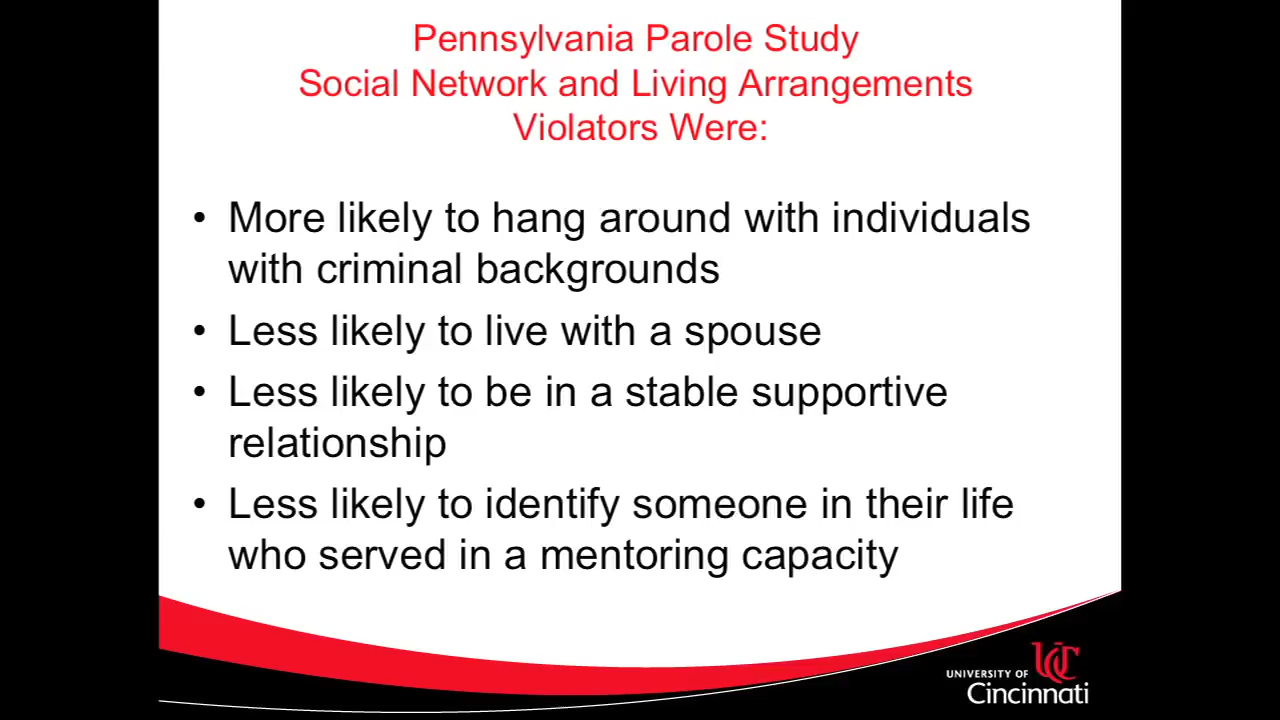 Pennsylvania Parole Study
Social Network and Living Arrangements
Violators Were:
• More likely to hang around with individuals
with criminal backgrounds
• Less likely to live with a spouse
• Less likely to be in a stable supportive
relationship
• Less likely to identify someone in their life
who served in a mentoring capacity
UC
UNIVERSITY OF
Cincinnati